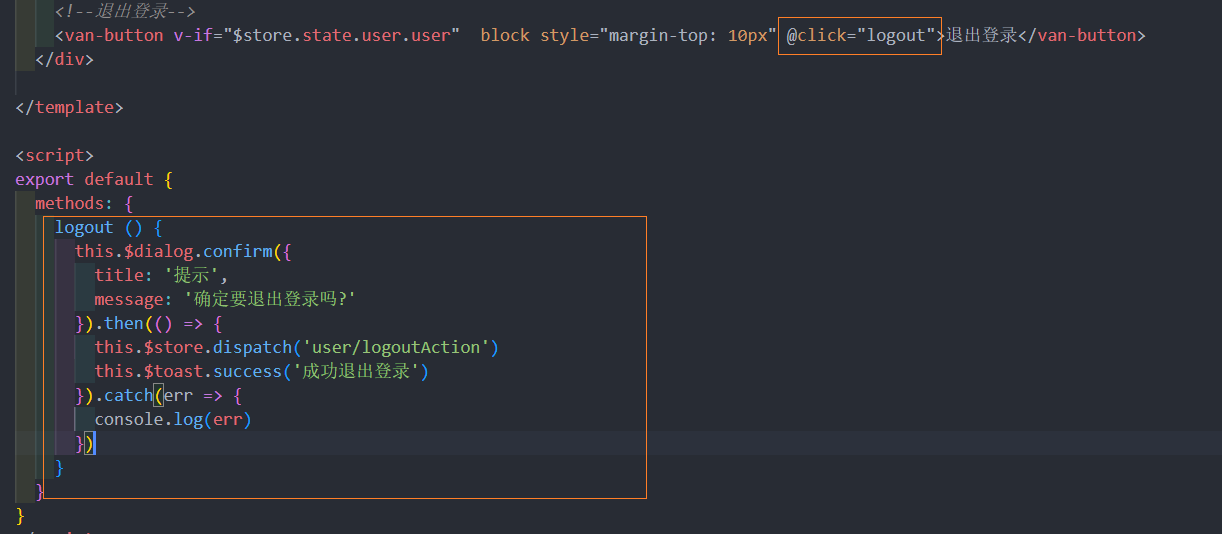 <!--退出登录-->
<van-button v-if="$store.state.user.user"  block style="margin-top: 10px" @click="logout">退出登录</van-button>
</div>
</template>
<script>
export default {
methods: {
logout () {
this.$dialog.confirm({
title: '提示',
message: '确定要退出登录吗?'
}).then(() => {
this.$store.dispatch('user/logoutAction')
this.$toast.success('成功退出登录')
}).catch(err => {
console.log(err)
})
}
}
}